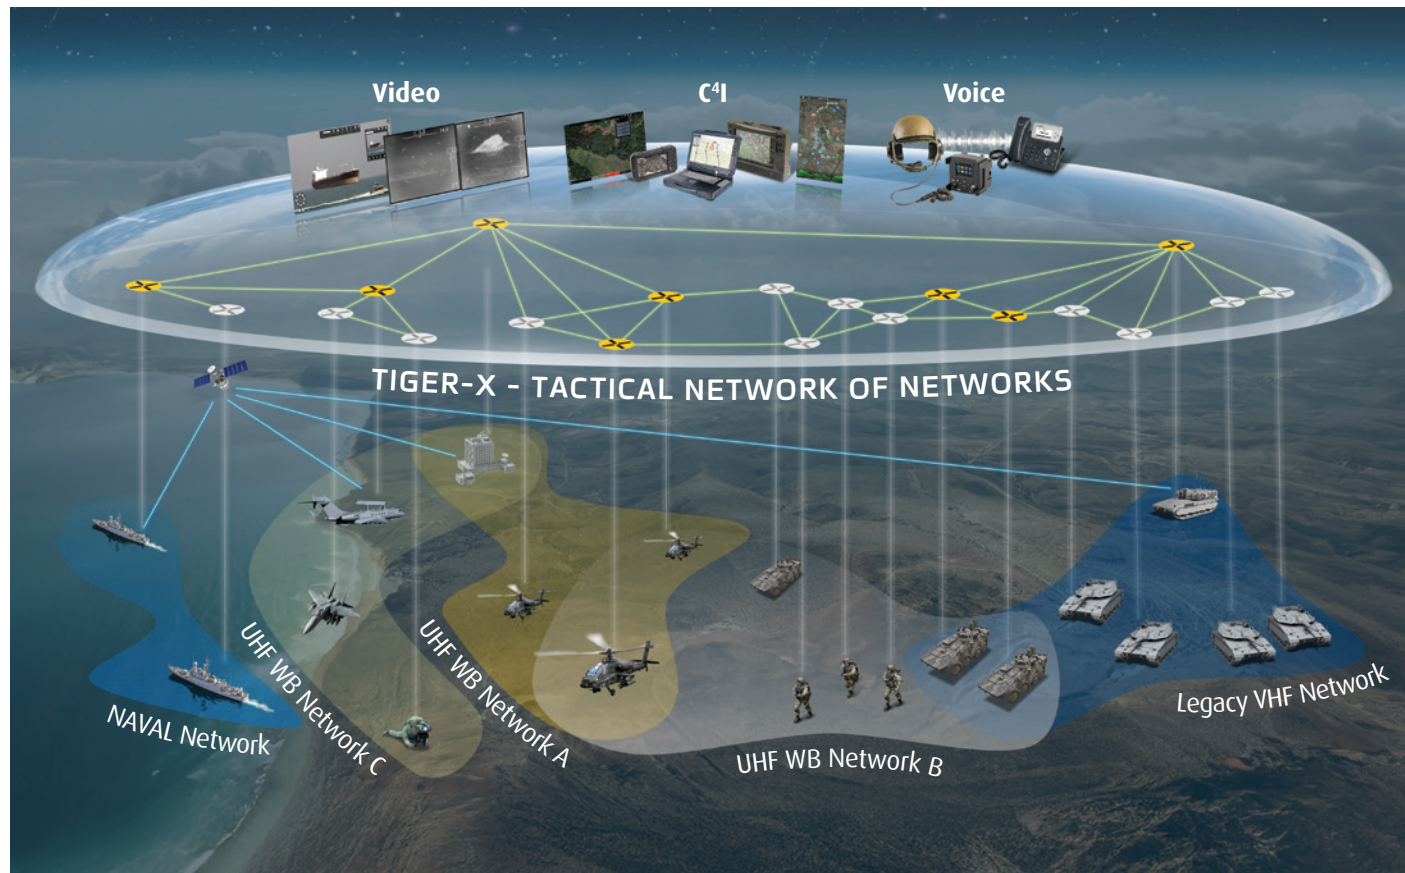 Video
C⁴I
Voice
TIGER-X - TACTICAL NETWORK OF NETWORKS
NAVAL Network
UHF WB Network C
UHF WB Network A
UHF WB Network B
Legacy VHF Network